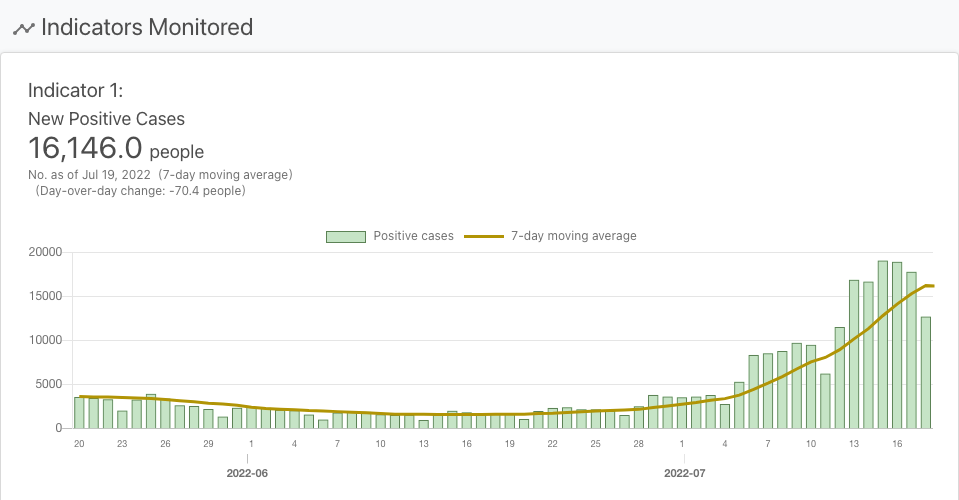 Indicators Monitored
Indicator 1:
New Positive Cases
16,146.0 people
No. as of Jul 19, 2022 (7-day moving average)
(Day-over-day change: -70.4 people)
Positive cases 7-day moving average
20000
15000
10000
5000
0
20 23 26 29 1 4 7 10 13 16 19 22 25 28 1 4 7 10 13 16
2022-06 2022-07